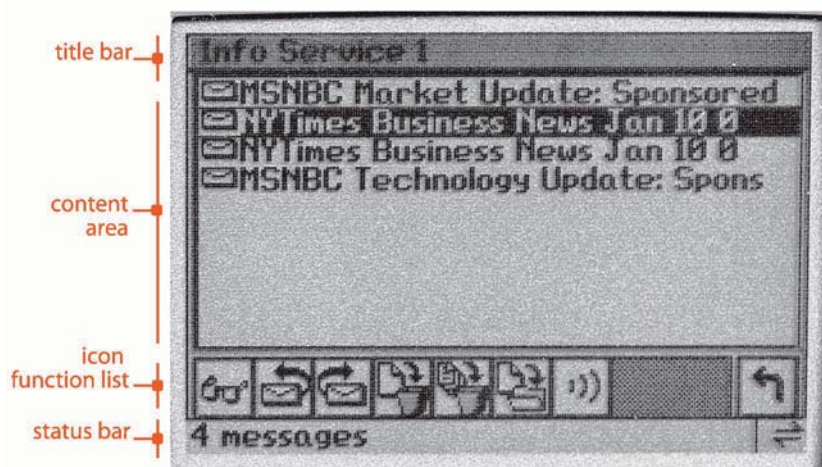 title bar
Info Service 1
MSNBC Market Update: Sponsored
NYTimes Business News Jan 10 0
NYTimes Business News Jan 10 0
MSNBC Technology Update: Spons
content
area
icon
function list
4 messages
status bar